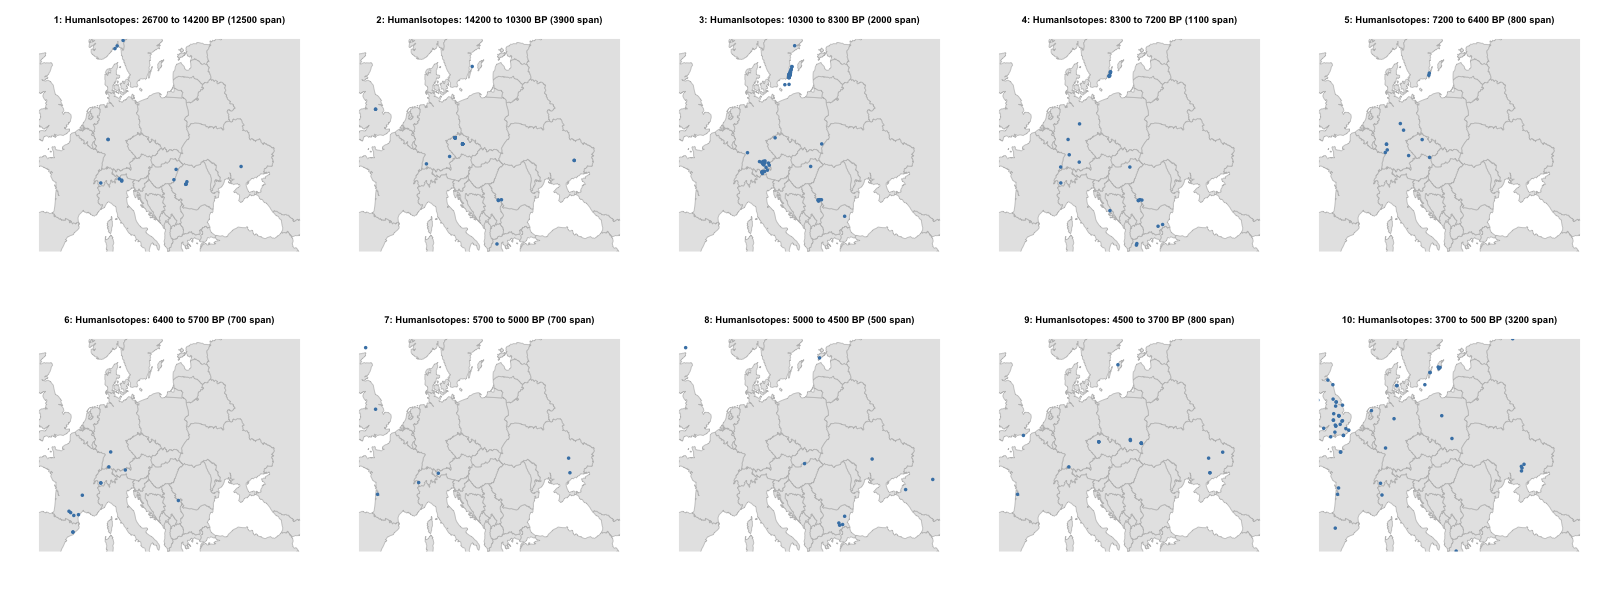 1: HumanIsotopes: 26700 to 14200 BP (12500 span)
2: HumanIsotopes: 14200 to 10300 BP (3900 span)
3: HumanIsotopes: 10300 to 8300 BP (2000 span)
4: HumanIsotopes: 8300 to 7200 BP (1100 span)
5: HumanIsotopes: 7200 to 6400 BP (800 span)
6: HumanIsotopes: 6400 to 5700 BP (700 span)
7: HumanIsotopes: 5700 to 5000 BP (700 span)
8: HumanIsotopes: 5000 to 4500 BP (500 span)
9: HumanIsotopes: 4500 to 3700 BP (800 span)
10: HumanIsotopes: 3700 to 500 BP (3200 span)